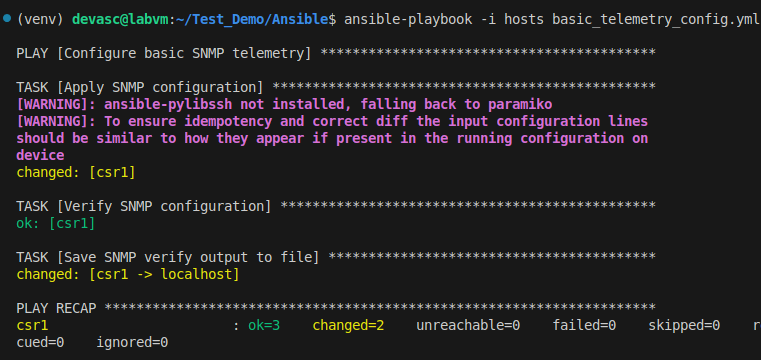 (venv) devasc@labvm:~/Test_Demo/Ansible$ ansible-playbook -i hosts basic_telemetry_config.yml
PLAY [Configure basic SNMP telemetry] ******************************************
TASK [Apply SNMP configuration] ************************************************
[WARNING]: ansible-pylibssh not installed, falling back to paramiko
[WARNING]: To ensure idempotency and correct diff the input configuration lines
should be similar to how they appear if present in the running configuration on
device
changed: [csr1]
TASK [Verify SNMP configuration] ***********************************************
ok: [csr1]
TASK [Save SNMP verify output to file] *****************************************
changed: [csr1 -> localhost]
PLAY RECAP *********************************************************************
csr1                       : ok=3    changed=2    unreachable=0    failed=0    skipped=0    r
cued=0    ignored=0